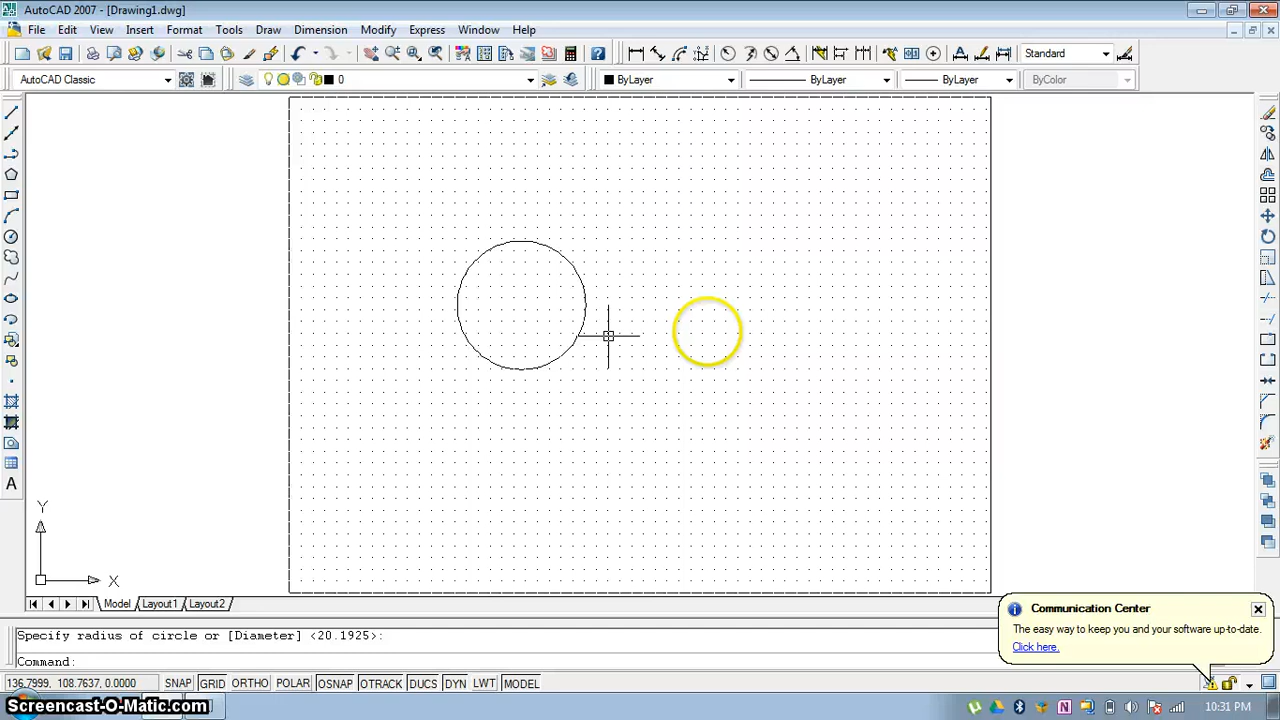 AutoCAD 2007 - [Drawing1.dwg]
File Edit View Insert Format Tools Draw Dimension Modify Express Window Help
Standard
AutoCAD Classic 0 ByLayer ByLayer ByLayer ByColor
A
Y
X
Model Layout1 Layout2
Specify radius of circle or [Diameter] <20.1925>:
Command:
Communication Center
The easy way to keep you and your software up-to-date.
Click here.
136.7999, 108.7637, 0.0000 SNAP GRID ORTHO POLAR OSNAP OTRACK DUCS DYN LWT MODEL
Screencast-O-Matic.com
10:31 PM